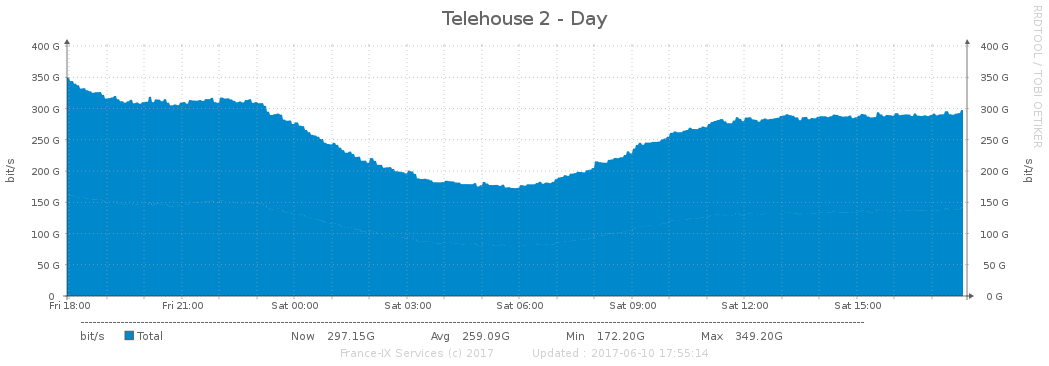 Telehouse 2 - Day
RRDTOOL / TOBI OETIKER
bit/s
400 G 400 G
350 G 350 G
300 G 300 G
250 G 250 G
200 G 200 G
150 G 150 G
100 G 100 G
50 G 50 G
0 0 G
bit/s
Fri 18:00 Fri 21:00 Sat 00:00 Sat 03:00 Sat 06:00 Sat 09:00 Sat 12:00 Sat 15:00
bit/s Total Now 297.15G Avg 259.09G Min 172.20G Max 349.20G
France-IX Services (c) 2017 Updated : 2017-06-10 17:55:14